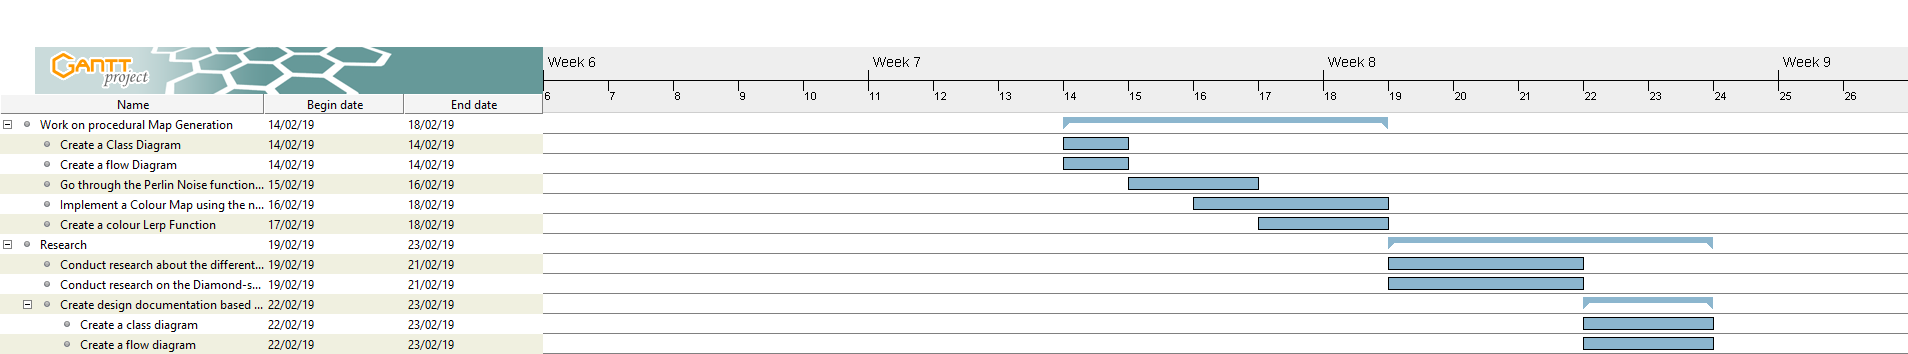 GANTT project
Week 6 Week 7 Week 8 Week 9
6 7 8 9 10 11 12 13 14 15 16 17 18 19 20 21 22 23 24 25 26
Name Begin date End date
Work on procedural Map Generation 14/02/19 18/02/19
Create a Class Diagram 14/02/19 14/02/19
Create a flow Diagram 14/02/19 14/02/19
Go through the Perlin Noise function... 15/02/19 16/02/19
Implement a Colour Map using the n... 16/02/19 18/02/19
Create a colour Lerp Function 17/02/19 18/02/19
Research 19/02/19 23/02/19
Conduct research about the different... 19/02/19 21/02/19
Conduct research on the Diamond-s... 19/02/19 21/02/19
Create design documentation based ... 22/02/19 23/02/19
Create a class diagram 22/02/19 23/02/19
Create a flow diagram 22/02/19 23/02/19